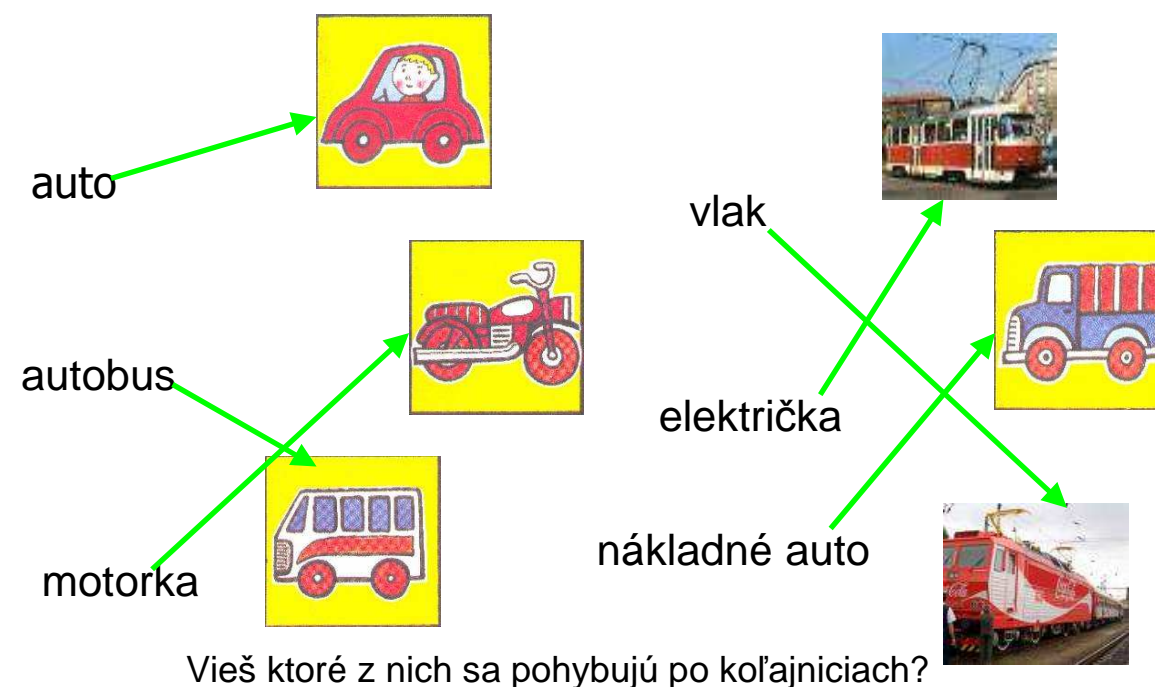 auto
vlak
autobus
električka
nákladné auto
motorka
Vieš ktoré z nich sa pohybujú po koľajniciach?